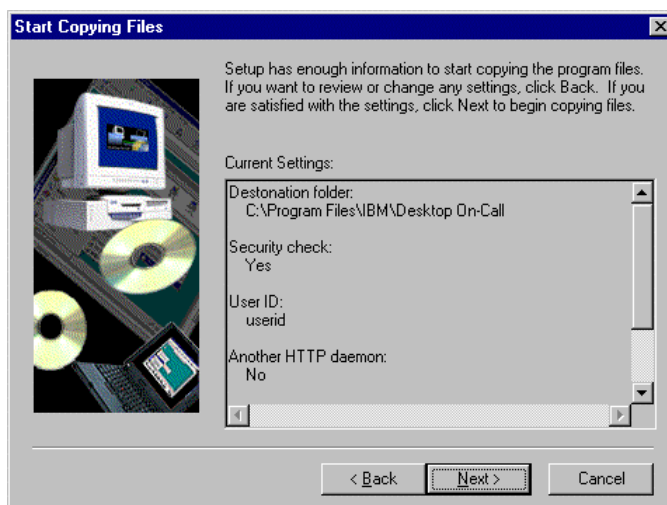 Start Copying Files
Setup has enough information to start copying the program files.
If you want to review or change any settings, click Back. If you
are satisfied with the settings, click Next to begin copying files.
Current Settings:
Destonation folder:
C:\Program Files\IBM\Desktop On-Call
Security check:
Yes
User ID:
userid
Another HTTP daemon:
No
< Back
Next >
Cancel